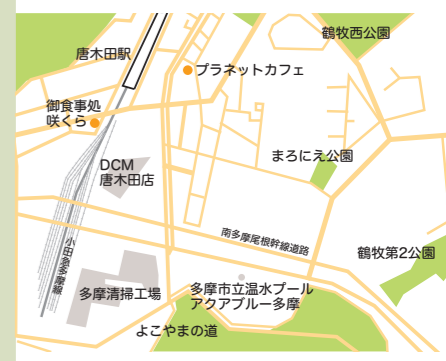 鶴牧西公園
唐木田駅
プラネットカフェ
御食事処
咲くら
まろにえ公園
DCM
唐木田店
南多摩尾根幹線道路
小田急多摩線
鶴牧第2公園
多摩清掃工場
多摩市立温水プール
アクアブルー多摩
よこやまの道